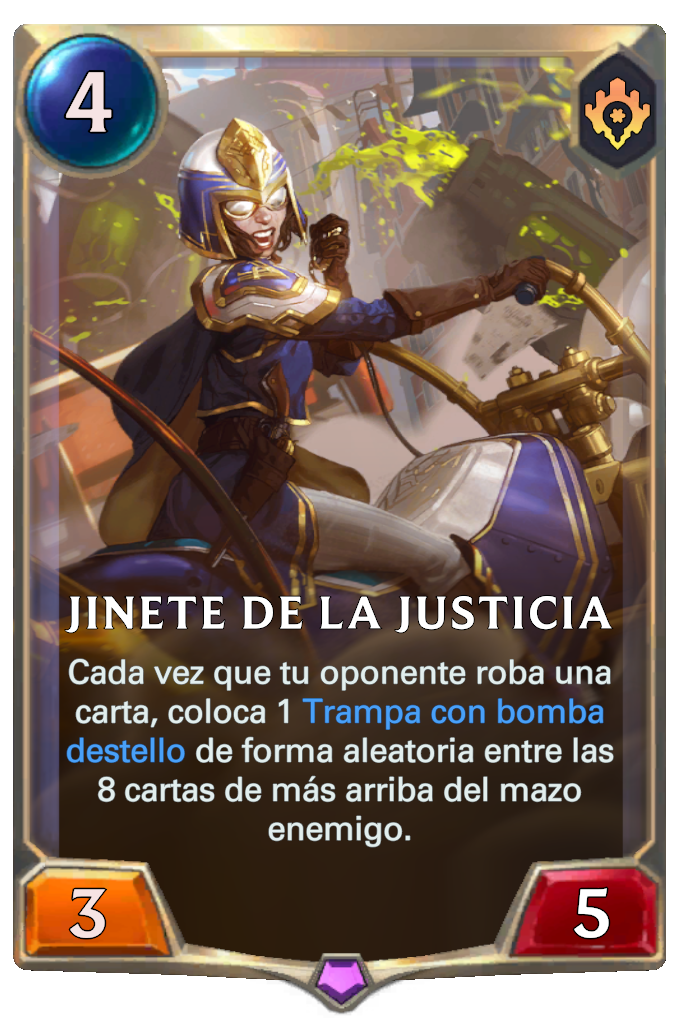 4
JINETE DE LA JUSTICIA
Cada vez que tu oponente roba una
carta, coloca 1 Trampa con bomba
destello de forma aleatoria entre las
8 cartas de más arriba del mazo
enemigo.
3
5